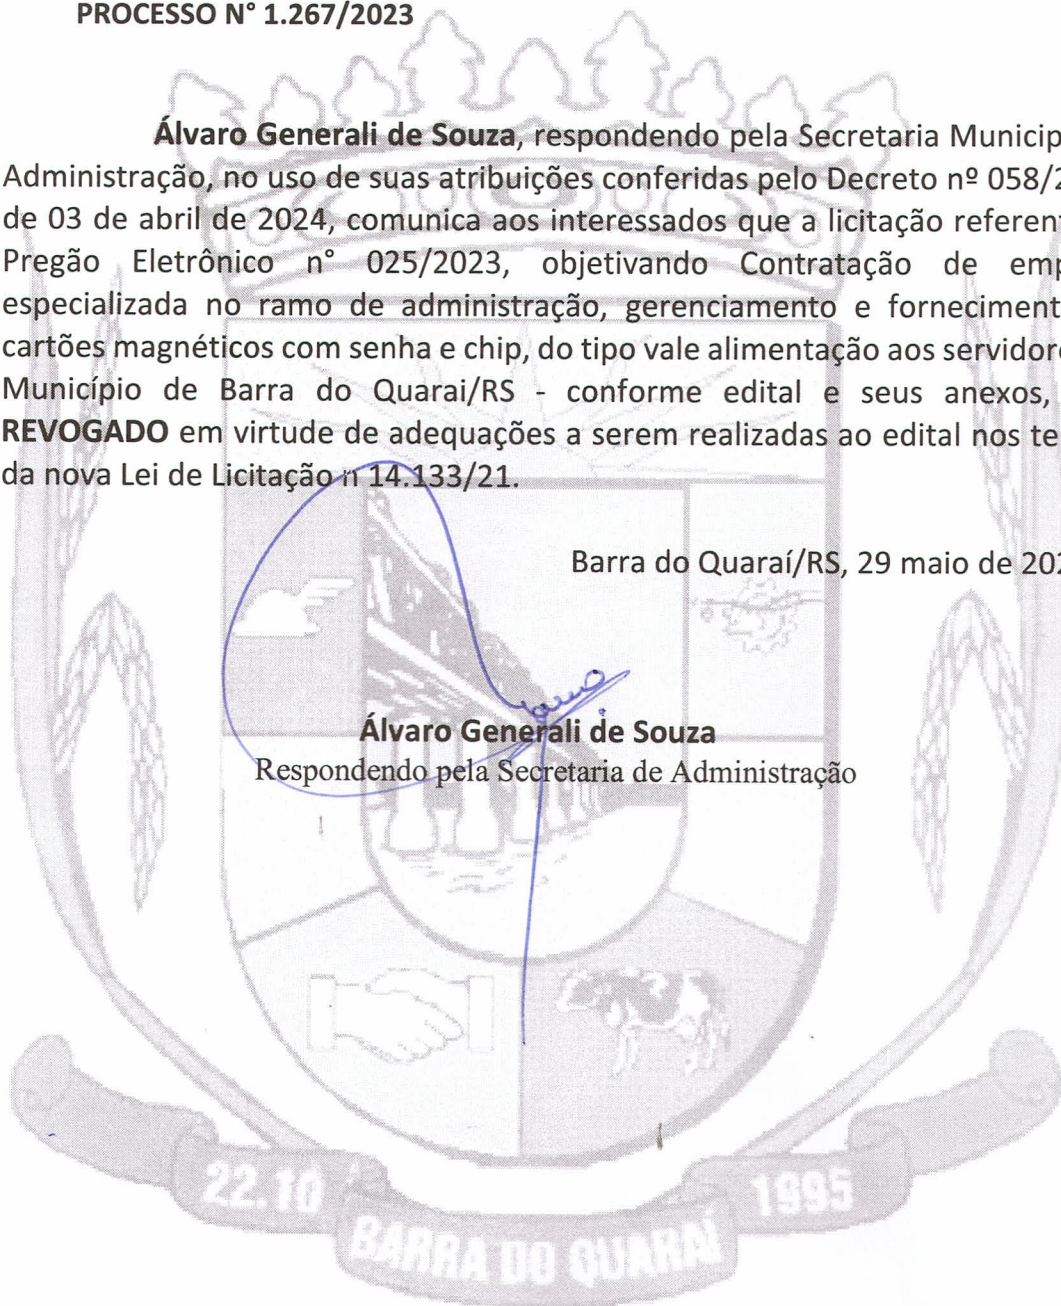 PROCESSO N° 1.267/2023
Álvaro Generali de Souza, respondendo pela Secretaria Municip
Administração, no uso de suas atribuições conferidas pelo Decreto nº 058/2
de 03 de abril de 2024, comunica aos interessados que a licitação referen
Pregão Eletrônico n° 025/2023, objetivando Contratação de emp
especializada no ramo de administração, gerenciamento e forneciment
cartões magnéticos com senha e chip, do tipo vale alimentação aos servidor
Município de Barra do Quarai/RS - conforme edital e seus anexos,
REVOGADO em virtude de adequações a serem realizadas ao edital nos te
da nova Lei de Licitação n 14.133/21.
Barra do Quaraí/RS, 29 maio de 202
Álvaro Generali de Souza
Respondendo pela Secretaria de Administração
22.10 1995
BARRA DO QUARAÍ